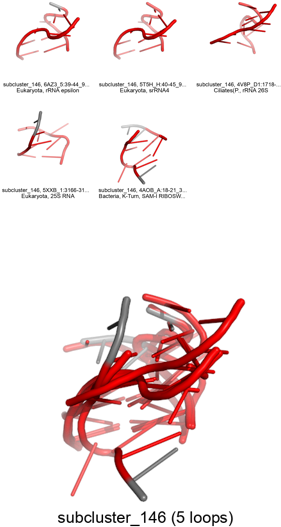 subcluster_146, 6AZ3_5:39-44_9...
Eukaryota, rRNA epsilon
subcluster_146, 5T5H_H:40-45_9...
Eukaryota, srRNA4
subcluster_146, 4V8P_D1:1718-...
Ciliates(P., rRNA 26S
subcluster_146, 5XXB_1:3166-31...
Eukaryota, 25S RNA
subcluster_146, 4AOB_A:18-21_3...
Bacteria, K-Turn, SAM-I RIBOSW...
subcluster_146 (5 loops)